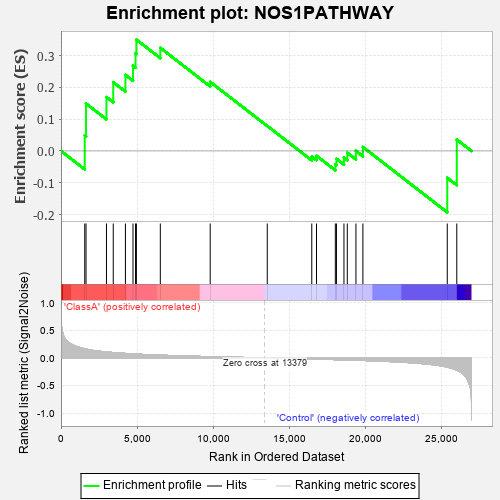 Enrichment plot: NOS1PATHWAY
Enrichment score (ES)
0.3
0.2
0.1
0.0
-0.1
-0.2
'ClassA' (positively correlated)
Ranked list metric (Signal2Noise)
1.0
0.5
0.0
-0.5
-1.0
Zero cross at 13379
'Control' (negatively correlated)
0
5,000
10,000
15,000
20,000
25,000
Rank in Ordered Dataset
Enrichment profile
Hits
Ranking metric scores